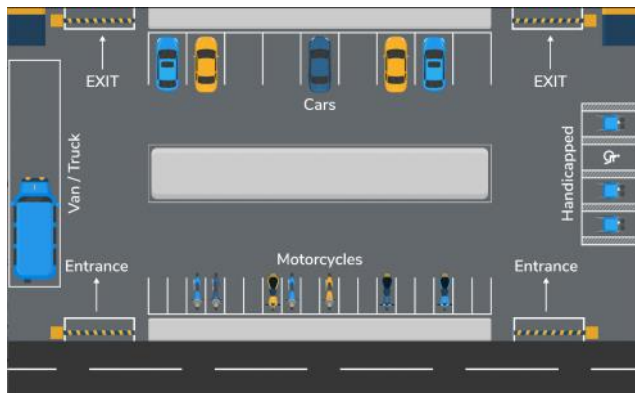 EXIT
EXIT
Cars
Van / Truck
Handicapped
Motorcycles
Entrance
Entrance